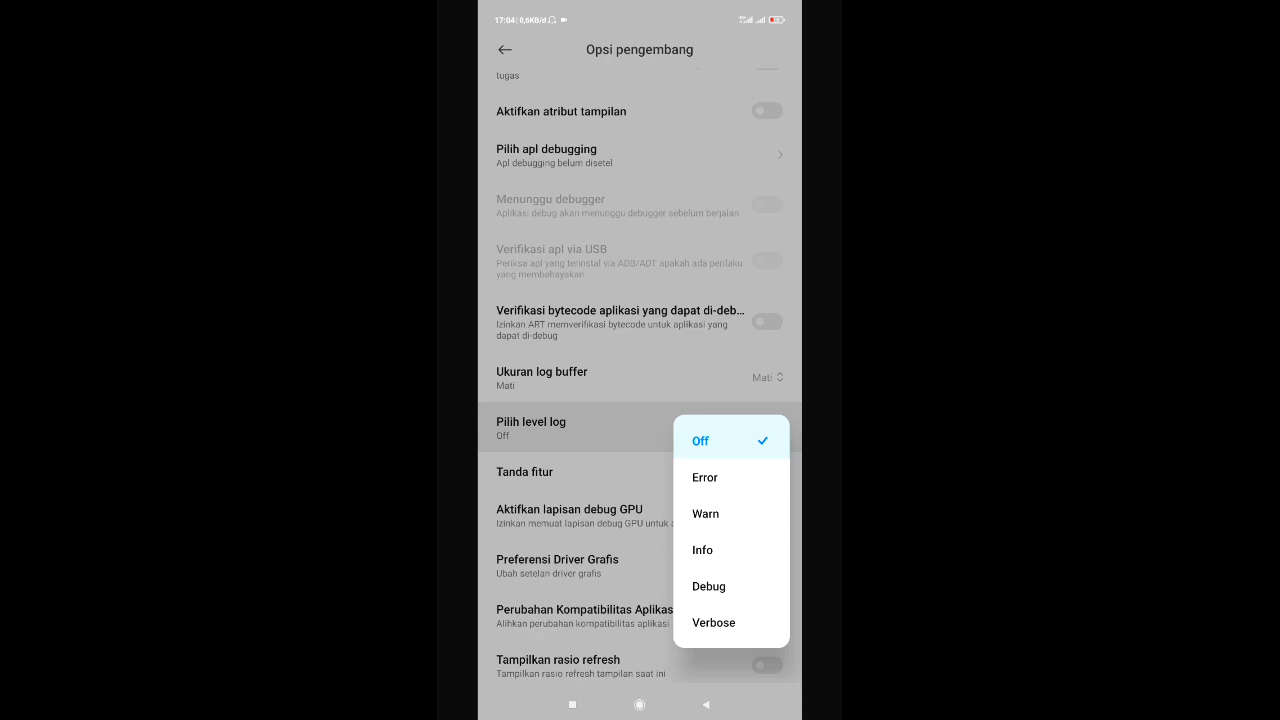 17:04 | 0,6KB/d
Opsi pengembang
tugas
Aktifkan atribut tampilan
Pilih apl debugging
Apl debugging belum disetel
Menunggu debugger
Aplikasi debug akan menunggu debugger sebelum berjalan
Verifikasi apl via USB
Periksa apl yang terinstal via ADB/ADT apakah ada perilaku
yang membahayakan
Verifikasi bytecode aplikasi yang dapat di-deb...
Izinkan ART memverifikasi bytecode untuk aplikasi yang
dapat di-debug
Ukuran log buffer
Mati
Mati
Pilih level log
Off
Off
Error
Warn
Info
Debug
Verbose
Tanda fitur
Aktifkan lapisan debug GPU
Izinkan memuat lapisan debug GPU untuk
Preferensi Driver Grafis
Ubah setelan driver grafis
Perubahan Kompatibilitas Aplikas
Alihkan perubahan kompatibilitas aplikasi
Tampilkan rasio refresh
Tampilkan rasio refresh tampilan saat ini